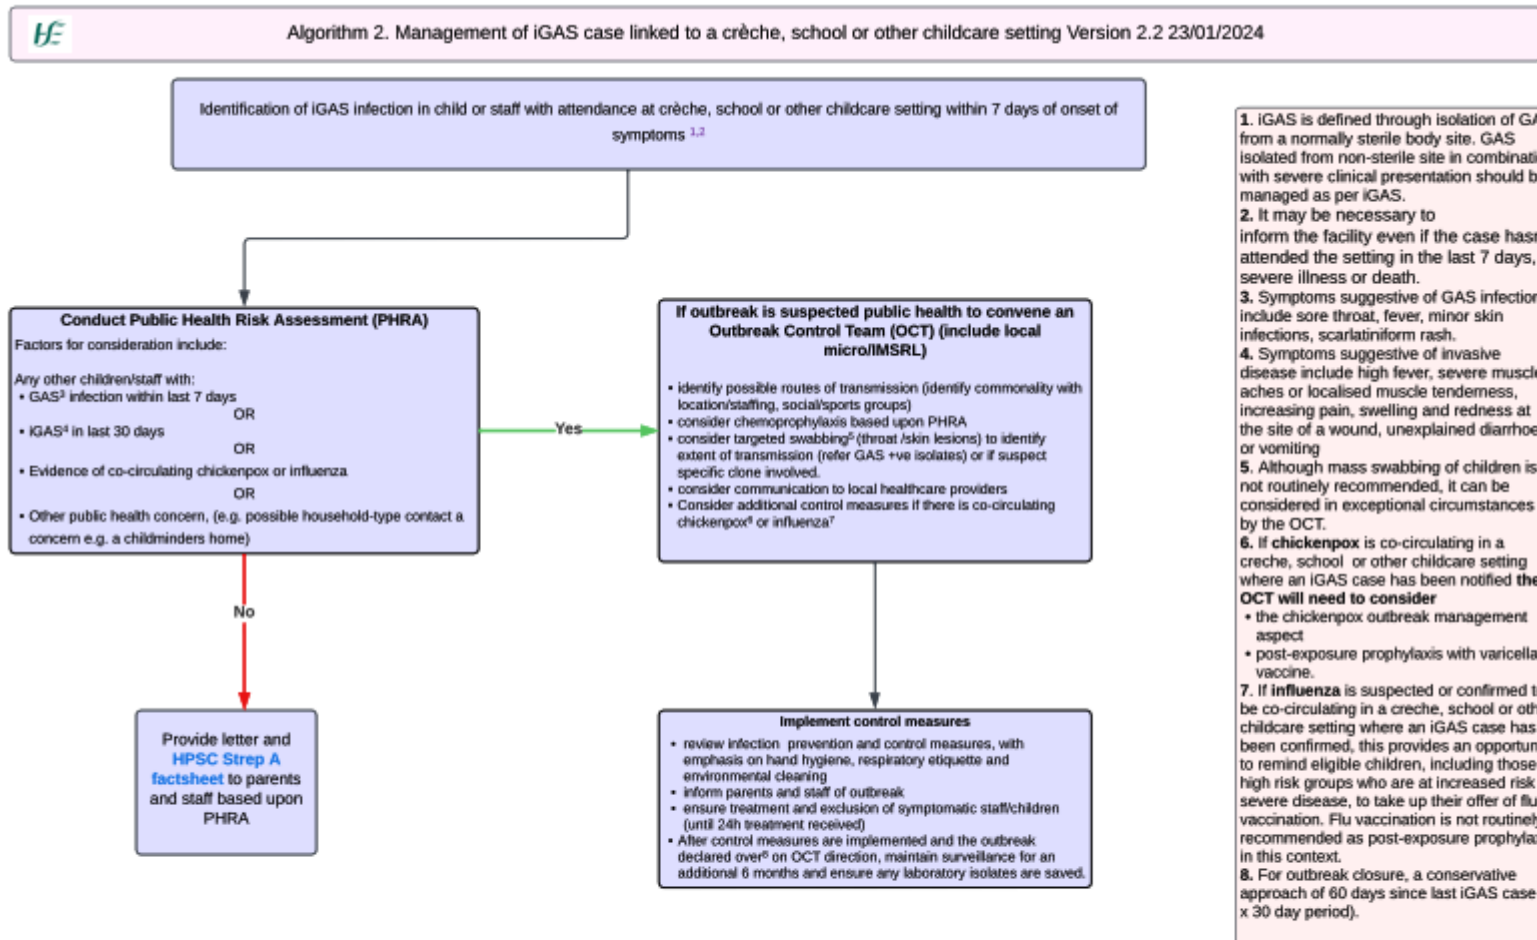 HE
Algorithm 2. Management of iGAS case linked to a crèche, school or other childcare setting Version 2.2 23/01/2024
Identification of iGAS infection in child or staff with attendance at crèche, school or other childcare setting within 7 days of onset of
symptoms 1,2
Conduct Public Health Risk Assessment (PHRA)
Factors for consideration include:
Any other children/staff with:
• GAS3 infection within last 7 days
OR
• iGAS4 in last 30 days
OR
• Evidence of co-circulating chickenpox or influenza
OR
• Other public health concern, (e.g. possible household-type contact a
concern e.g. a childminders home)
Yes
If outbreak is suspected public health to convene an
Outbreak Control Team (OCT) (include local
micro/IMSRL)
• identify possible routes of transmission (identify commonality with
location/staffing, social/sports groups)
• consider chemoprophylaxis based upon PHRA
• consider targeted swabbing5 (throat /skin lesions) to identify
extent of transmission (refer GAS +ve isolates) or if suspect
specific clone involved.
• consider communication to local healthcare providers
• Consider additional control measures if there is co-circulating
chickenpox6 or influenza7
No
Provide letter and
HPSC Strep A
factsheet to parents
and staff based upon
PHRA
Implement control measures
• review infection prevention and control measures, with
emphasis on hand hygiene, respiratory etiquette and
environmental cleaning
• inform parents and staff of outbreak
• ensure treatment and exclusion of symptomatic staff/children
(until 24h treatment received)
• After control measures are implemented and the outbreak
declared over8 on OCT direction, maintain surveillance for an
additional 6 months and ensure any laboratory isolates are saved.
1. iGAS is defined through isolation of GA
from a normally sterile body site. GAS
isolated from non-sterile site in combinati
with severe clinical presentation should b
managed as per iGAS.
2. It may be necessary to
inform the facility even if the case hasn
attended the setting in the last 7 days,
severe illness or death.
3. Symptoms suggestive of GAS infection
include sore throat, fever, minor skin
infections, scarlatiniform rash.
4. Symptoms suggestive of invasive
disease include high fever, severe muscle
aches or localised muscle tenderness,
increasing pain, swelling and redness at
the site of a wound, unexplained diarrhoe
or vomiting
5. Although mass swabbing of children is
not routinely recommended, it can be
considered in exceptional circumstances
by the OCT.
6. If chickenpox is co-circulating in a
creche, school or other childcare setting
where an iGAS case has been notified the
OCT will need to consider
• the chickenpox outbreak management
aspect
• post-exposure prophylaxis with varicella
vaccine.
7. If influenza is suspected or confirmed t
be co-circulating in a creche, school or oth
childcare setting where an iGAS case has
been confirmed, this provides an opportun
to remind eligible children, including those
high risk groups who are at increased risk
severe disease, to take up their offer of flu
vaccination. Flu vaccination is not routinely
recommended as post-exposure prophylax
in this context.
8. For outbreak closure, a conservative
approach of 60 days since last iGAS case
x 30 day period).